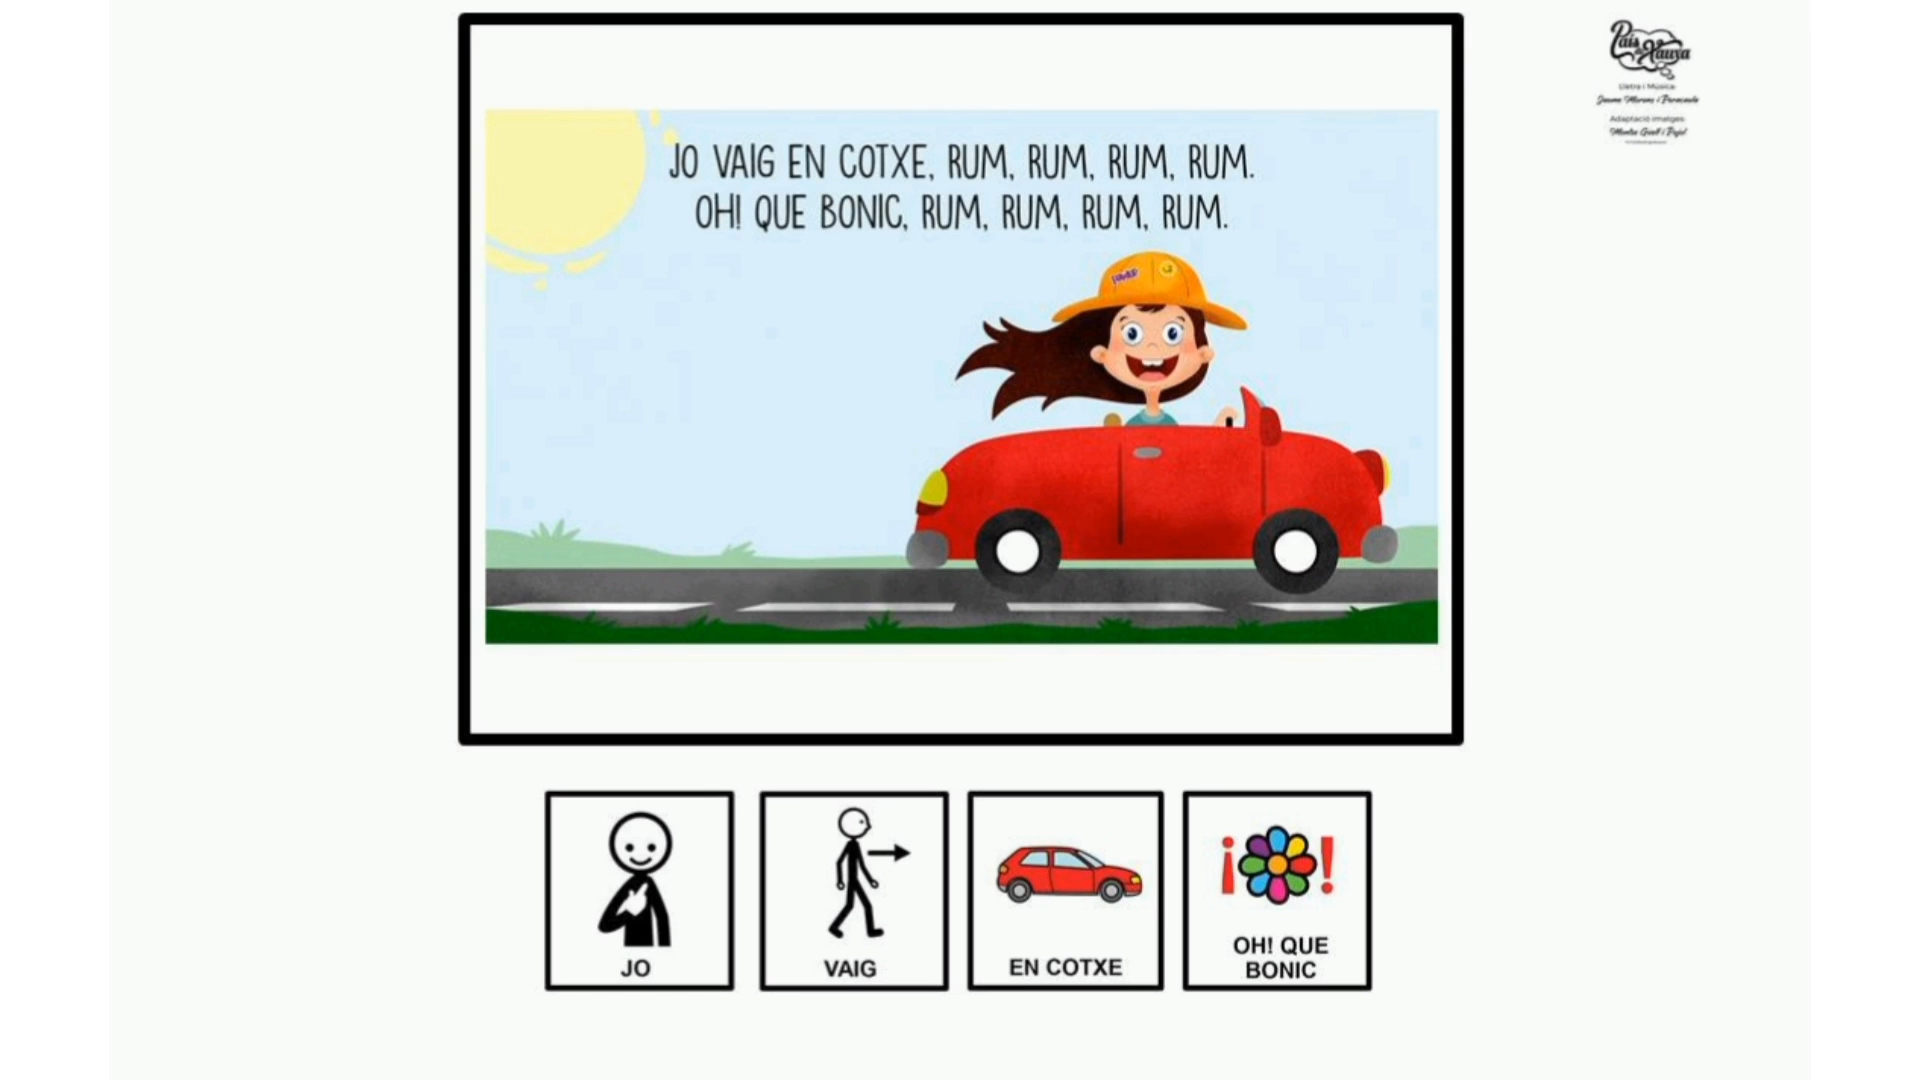 País
de Xauxa
Lletra i Música:
Adaptació imatges:
JO VAIG EN COTXE, RUM, RUM, RUM, RUM.
OH! QUE BONIC, RUM, RUM, RUM, RUM.
JO
VAIG
EN COTXE
¡!
OH! QUE
BONIC